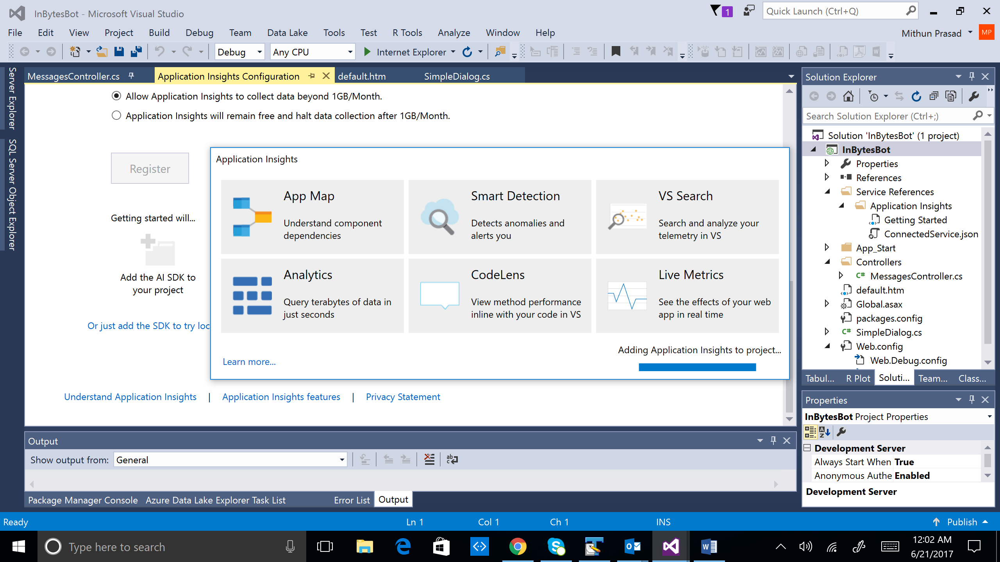 InBytesBot - Microsoft Visual Studio
1
Quick Launch (Ctrl+Q)
File Edit View Project Build Debug Team Data Lake Tools Test R Tools Analyze Window Help
Mithun Prasad
MP
Debug
Any CPU
Internet Explorer
Server Explorer
SQL Server Object Explorer
MessagesController.cs
Application Insights Configuration
default.htm
SimpleDialog.cs
Allow Application Insights to collect data beyond 1GB/Month.
Application Insights will remain free and halt data collection after 1GB/Month.
Register
Getting started will...
Add the AI SDK to
your project
Or just add the SDK to try loc
Application Insights
App Map
Understand component
dependencies
Smart Detection
Detects anomalies and
alerts you
VS Search
Search and analyze your
telemetry in VS
Analytics
Query terabytes of data in
just seconds
CodeLens
View method performance
inline with your code in VS
Live Metrics
See the effects of your web
app in real time
Learn more...
Adding Application Insights to project...
Understand Application Insights | Application Insights features | Privacy Statement
Output
Show output from: General
Package Manager Console Azure Data Lake Explorer Task List Error List Output
Solution Explorer
Search Solution Explorer (Ctrl+;)
Solution 'InBytesBot' (1 project)
InBytesBot
Properties
References
Service References
Application Insights
Getting Started
ConnectedService.json
App_Start
Controllers
C# MessagesController.cs
default.htm
Global.asax
packages.config
C# SimpleDialog.cs
Web.config
Web.Debug.config
Tabul... R Plot Soluti... Team... Class...
Properties
InBytesBot Project Properties
Development Server
Always Start When True
Anonymous Authe Enabled
Development Server
Ready
Ln 1
Col 1
Ch 1
INS
Publish
Type here to search
12:02 AM
6/21/2017